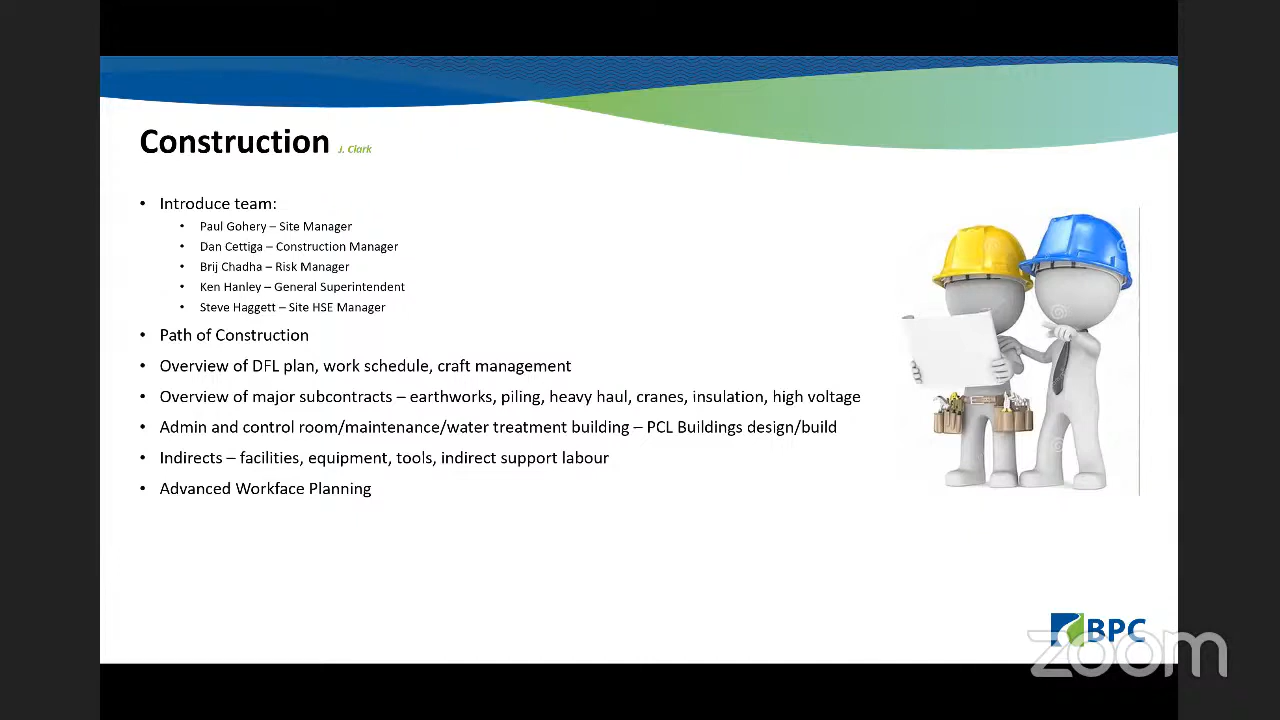 Construction J. Clark
• Introduce team:
• Paul Gohery – Site Manager
• Dan Cettiga – Construction Manager
• Brij Chadha – Risk Manager
• Ken Hanley – General Superintendent
• Steve Haggett – Site HSE Manager
• Path of Construction
• Overview of DFL plan, work schedule, craft management
• Overview of major subcontracts – earthworks, piling, heavy haul, cranes, insulation, high voltage
• Admin and control room/maintenance/water treatment building – PCL Buildings design/build
• Indirects – facilities, equipment, tools, indirect support labour
• Advanced Workface Planning
BPC
zoom